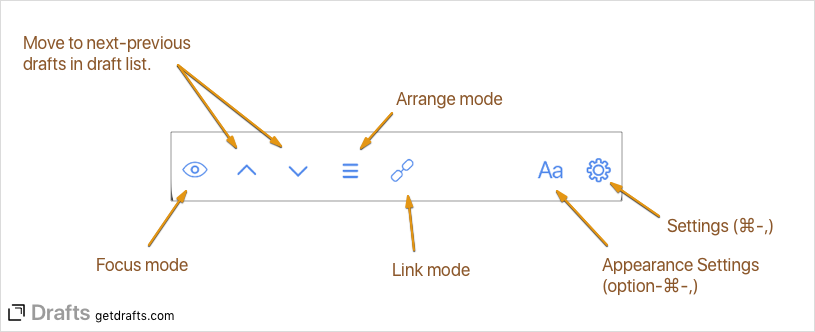 Move to next-previous
drafts in draft list.
Arrange mode
Aa
Settings (⌘-,)
Focus mode
Link mode
Appearance Settings
(option-⌘-,)
Drafts getdrafts.com